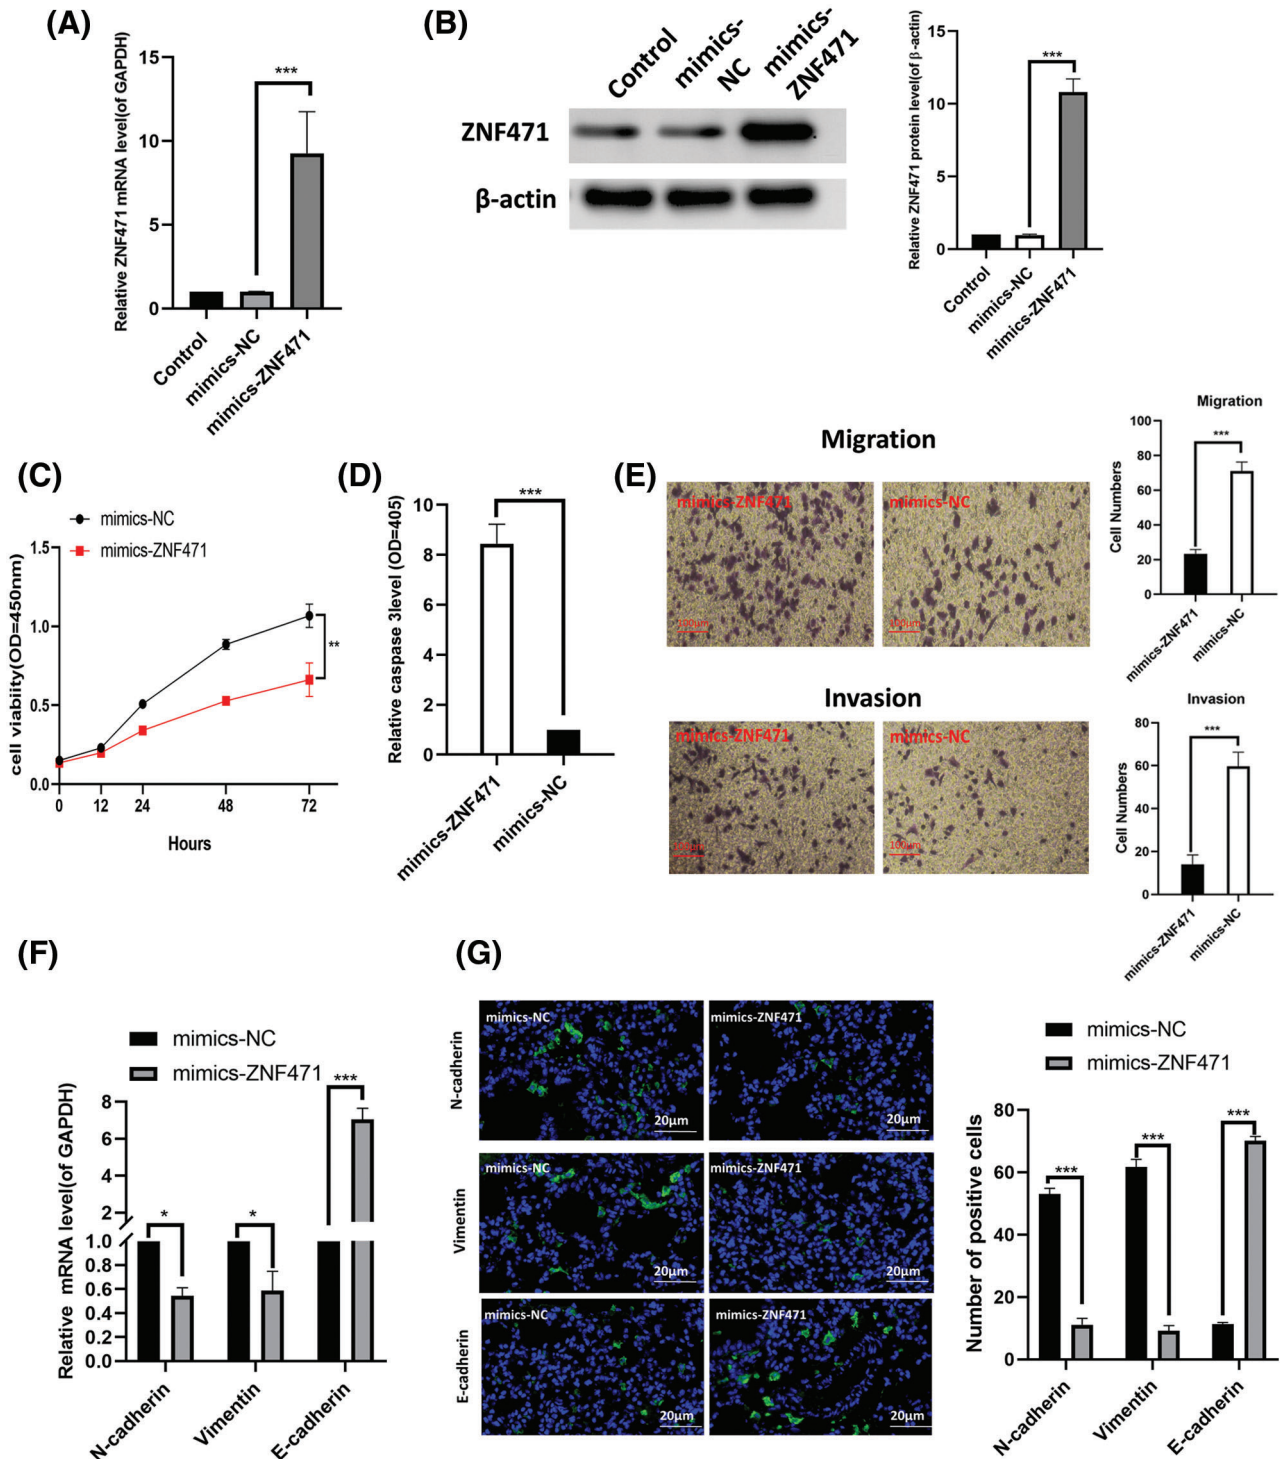 (A)
Relative ZNF471 mRNA level(of GAPDH)
15
10
5
0
***
Control
mimics-NC
mimics-ZNF471
(B)
Control
mimics-
NC
mimics-
ZNF471
ZNF471
β-actin
Relative ZNF471 protein level(of β-actin)
15
10
5
0
***
Control
mimics-NC
mimics-ZNF471
(C)
mimics-NC
mimics-ZNF471
cell viabiity(OD=450nm)
1.5
1.0
0.5
0.0
**
0 12 24 48 72
Hours
(D)
Relative caspase 3level (OD=405)
10
8
6
4
2
0
***
mimics-ZNF471
mimics-NC
(E)
Migration
mimics-ZNF471
100μm
mimics-NC
100μm
Migration
Cell Numbers
100
80
60
40
20
0
***
mimics-ZNF471
mimics-NC
Invasion
mimics-ZNF471
100μm
mimics-NC
100μm
Invasion
Cell Numbers
80
60
40
20
0
***
mimics-ZNF471
mimics-NC
(F)
mimics-NC
mimics-ZNF471
Relative mRNA level(of GAPDH)
8
6
4
2
1.0
0.8
0.6
0.4
0.2
0.0
*
*
***
N-cadherin
Vimentin
E-cadherin
(G)
N-cadherin
mimics-NC
20μm
mimics-ZNF471
20μm
Vimentin
mimics-NC
20μm
mimics-ZNF471
20μm
E-cadherin
mimics-NC
20μm
mimics-ZNF471
20μm
mimics-NC
mimics-ZNF471
Number of positive cells
80
60
40
20
0
***
***
***
N-cadherin
Vimentin
E-cadherin